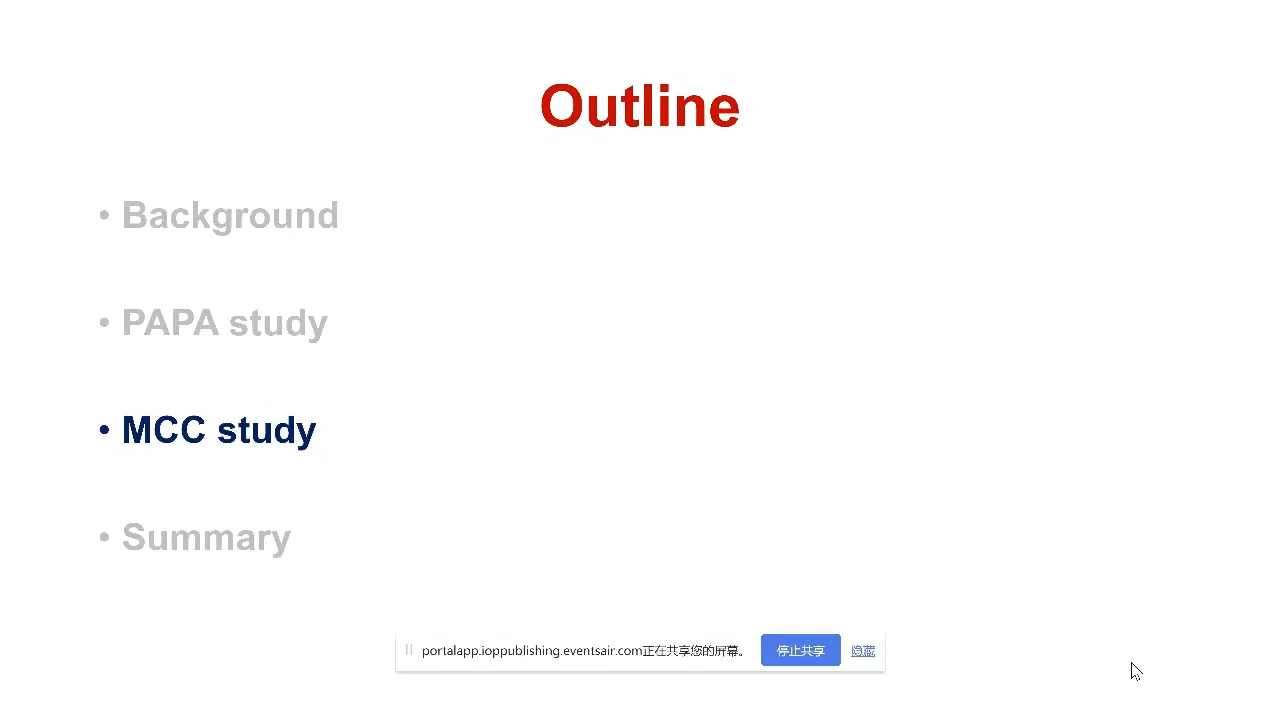 Outline
• Background
• PAPA study
• MCC study
• Summary
portalapp.ioppublishing.eventsair.com正在共享您的屏幕。 停止共享 隐藏